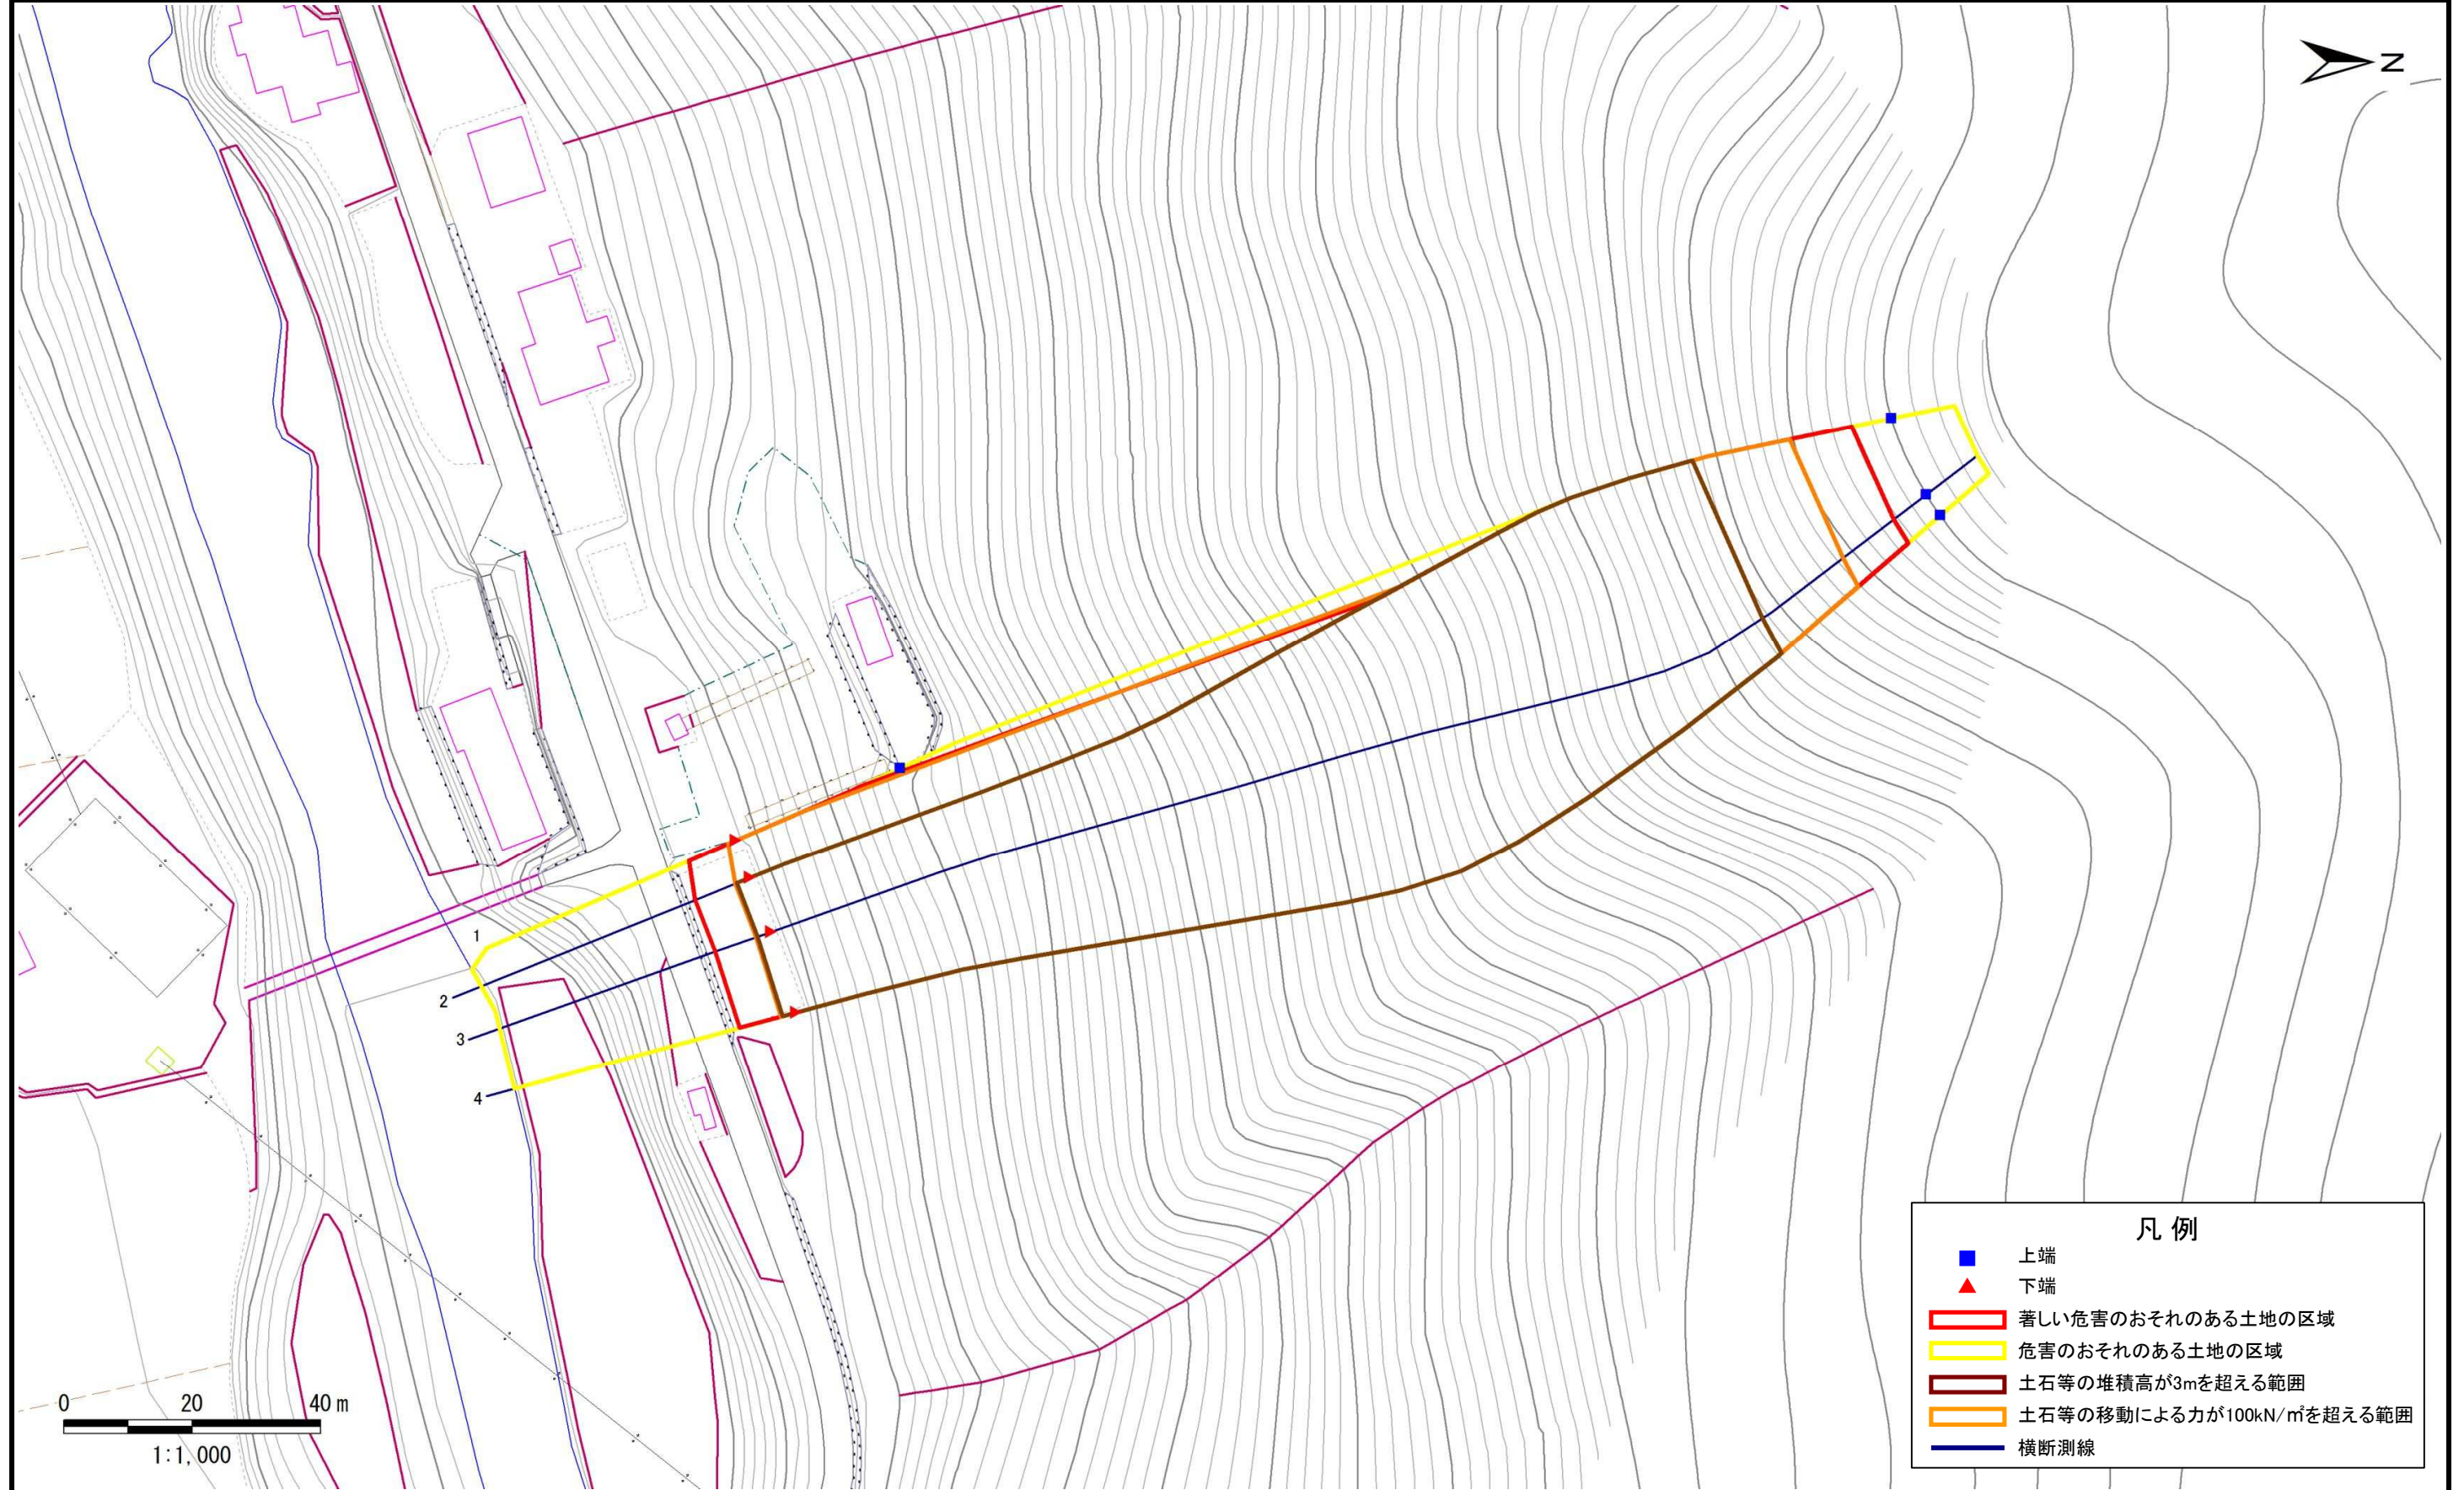 N
1
2
3
4
0 20 40 m
1:1,000
凡 例
上端
下端
著しい危害のおそれのある土地の区域
危害のおそれのある土地の区域
土石等の堆積高が3mを超える範囲
土石等の移動による力が100kN/㎡を超える範囲
横断測線